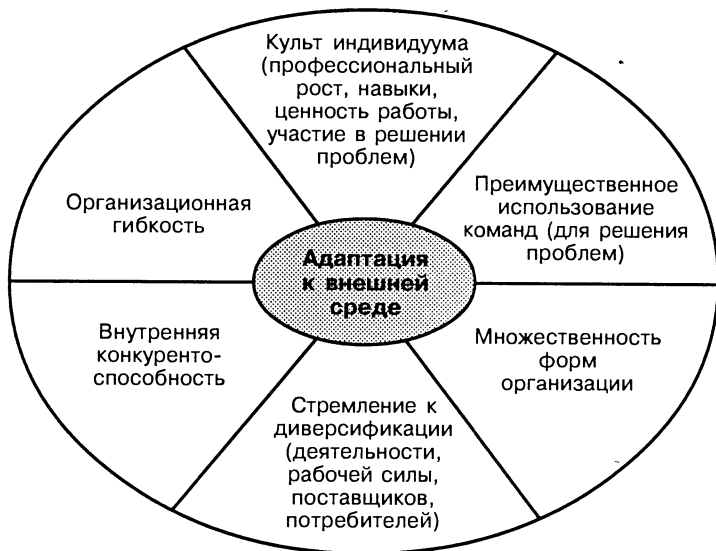 Культ индивидуума
(профессиональный
рост, навыки,
ценность работы,
участие в решении
проблем)
Организационная
гибкость
Преимущественное
использование
команд (для решения
проблем)
Адаптация
к внешней
среде
Внутренняя
конкуренто-
способность
Множественность
форм
организации
Стремление к
диверсификации
(деятельности,
рабочей силы,
поставщиков,
потребителей)